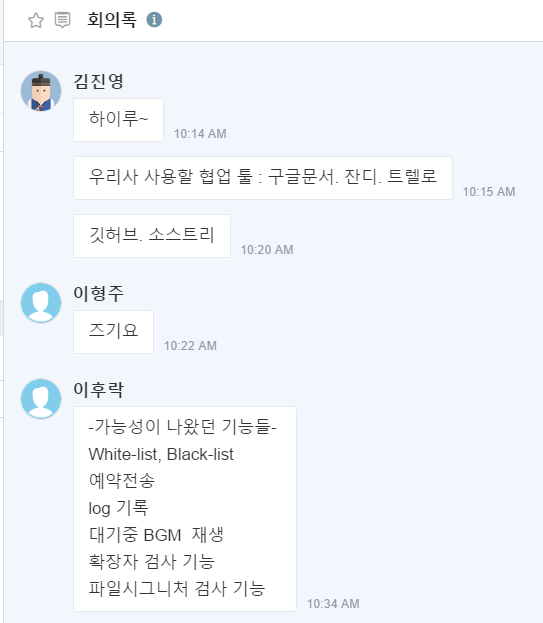 회의록
김진영
하이루~
10:14 AM
우리사 사용할 협업 툴 : 구글문서. 잔디. 트렐로
10:15 AM
깃허브. 소스트리
10:20 AM
이형주
즈기요
10:22 AM
이후락
-가능성이 나왔던 기능들-
White-list, Black-list
예약전송
log 기록
대기중 BGM  재생
확장자 검사 기능
파일시그니처 검사 기능
10:34 AM